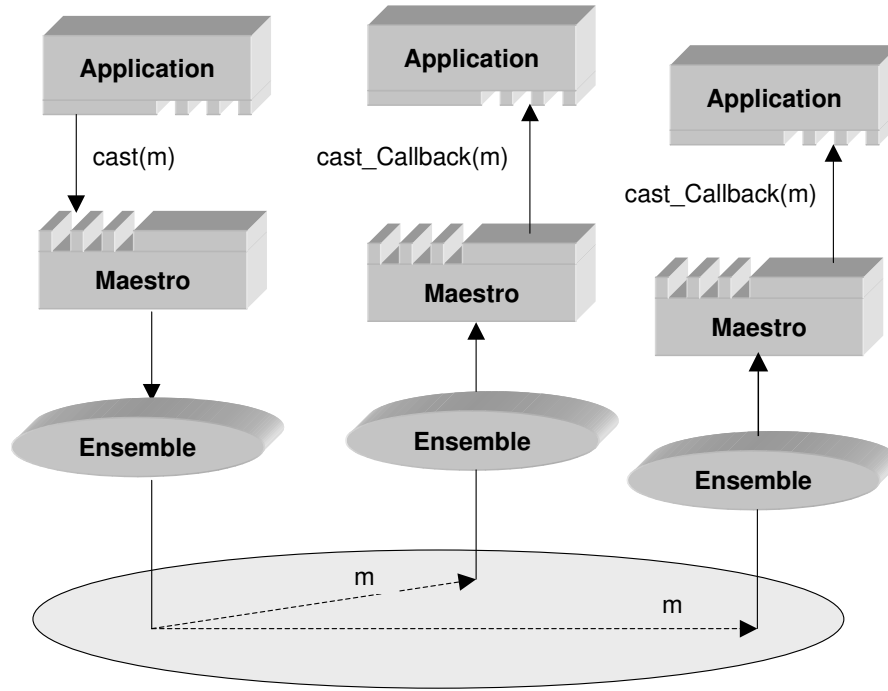 Application
Application
Application
cast(m)
cast_Callback(m)
cast_Callback(m)
Maestro
Maestro
Maestro
Ensemble
Ensemble
Ensemble
m
m